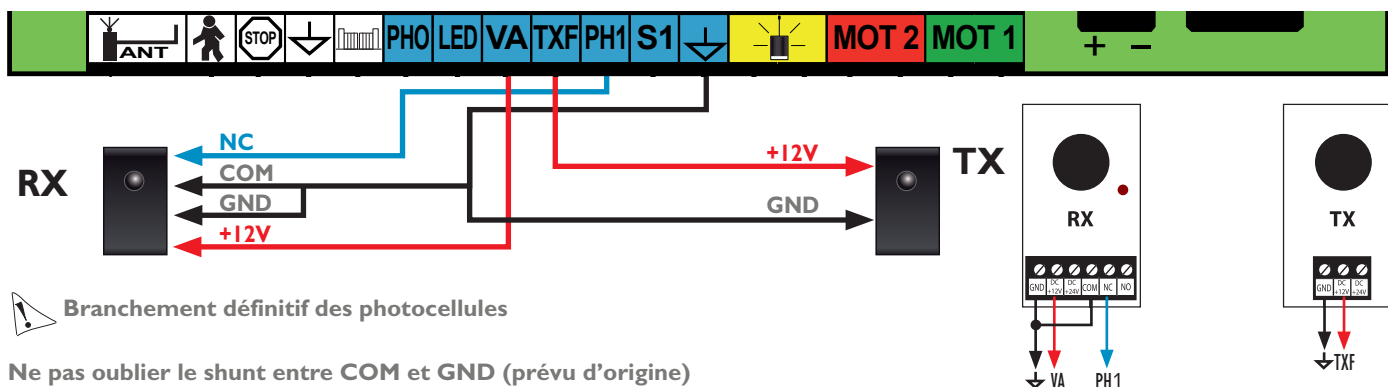 ANT STOP PHO LED VA TXF PH1 S1 MOT 2 MOT 1 + −
NC
COM
GND
+12V
RX
+12V
GND
TX
RX
GND DC +12V DC +24V COM NC NO
VA PH1
TX
GND DC +12V DC +24V
TXF
Branchement définitif des photocellules
Ne pas oublier le shunt entre COM et GND (prévu d'origine)